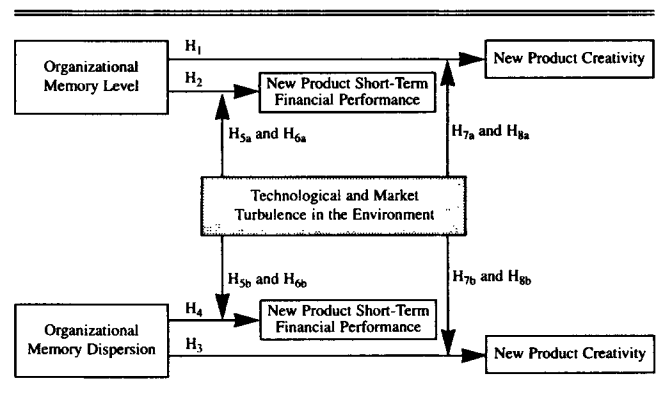 H₁
New Product Creativity
Organizational
Memory Level
H₂
New Product Short-Term
Financial Performance
H₅ₐ and H₆ₐ
H₇ₐ and H₈ₐ
Technological and Market
Turbulence in the Environment
H5b and H6b
H7b and H8b
Organizational
Memory Dispersion
H₄
New Product Short-Term
Financial Performance
H₃
New Product Creativity